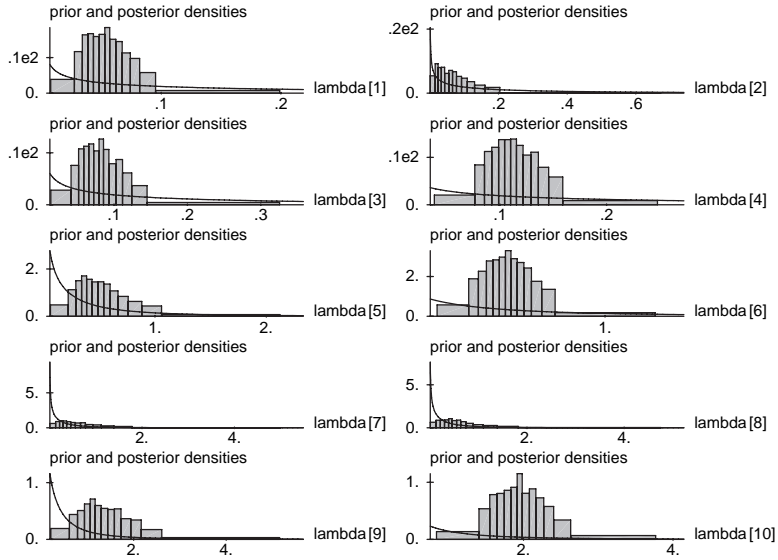 prior and posterior densities prior and posterior densities
.1e2 .2e2
0. lambda[1] 0. lambda[2]
.1 .2 .2 .4 .6
prior and posterior densities prior and posterior densities
.1e2 .1e2
0. lambda[3] 0. lambda[4]
.1 .2 .3 .1 .2
prior and posterior densities prior and posterior densities
2. 2.
0. lambda[5] 0. lambda[6]
1. 2. 1.
prior and posterior densities prior and posterior densities
5. 5.
0. lambda[7] 0. lambda[8]
2. 4. 2. 4.
prior and posterior densities prior and posterior densities
1. 1.
0. lambda[9] 0. lambda[10]
2. 4. 2. 4.